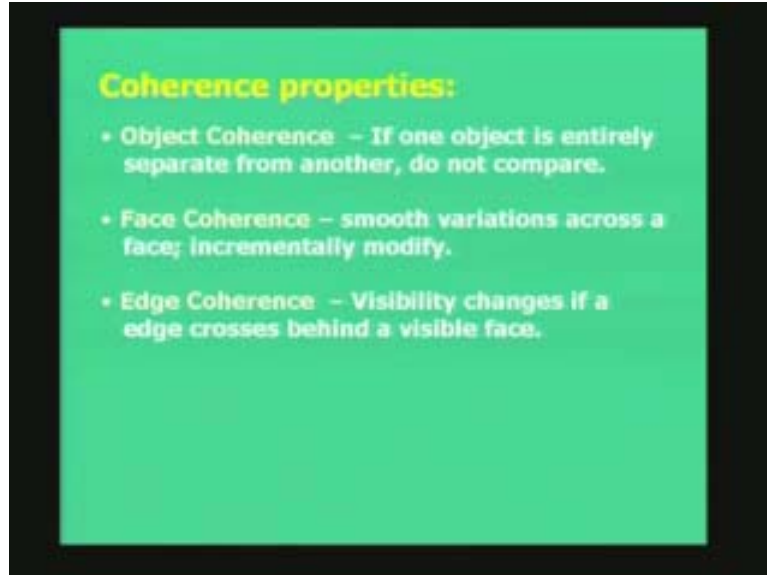 Coherence properties:
• Object Coherence – If one object is entirely
separate from another, do not compare.
• Face Coherence – smooth variations across a
face; incrementally modify.
• Edge Coherence – Visibility changes if a
edge crosses behind a visible face.